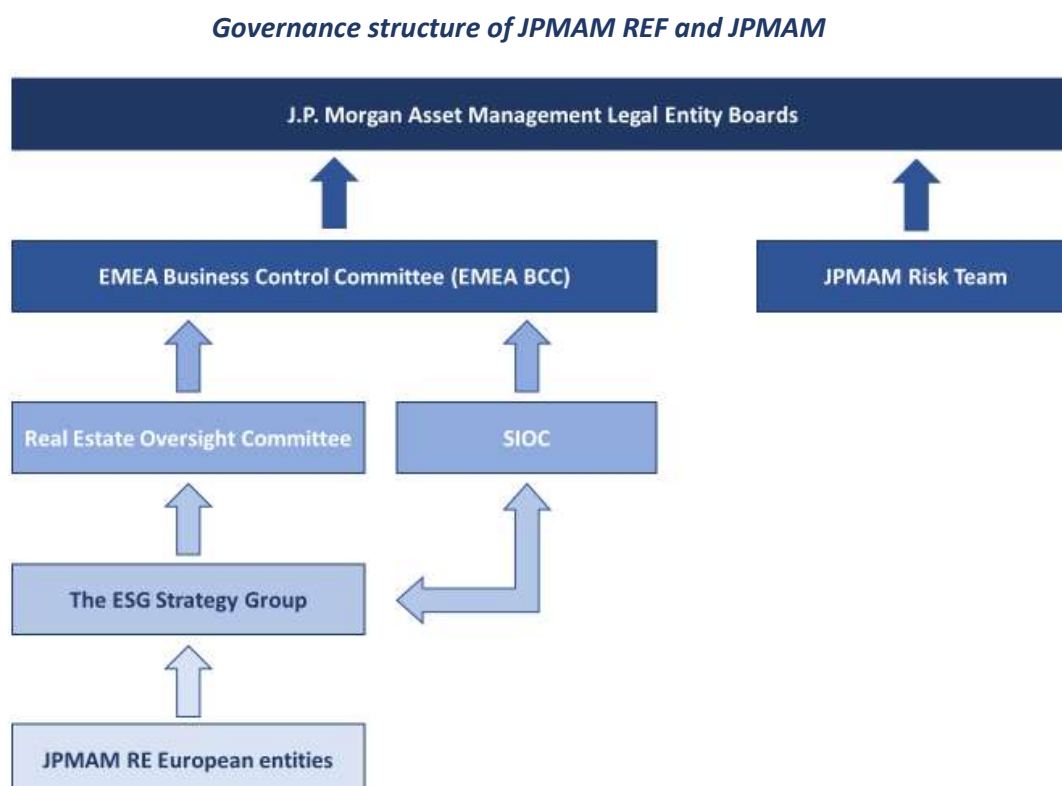 Governance structure of JPMAM REF and JPMAM
J.P. Morgan Asset Management Legal Entity Boards
EMEA Business Control Committee (EMEA BCC)
JPMAM Risk Team
Real Estate Oversight Committee
SIOC
The ESG Strategy Group
JPMAM RE European entities